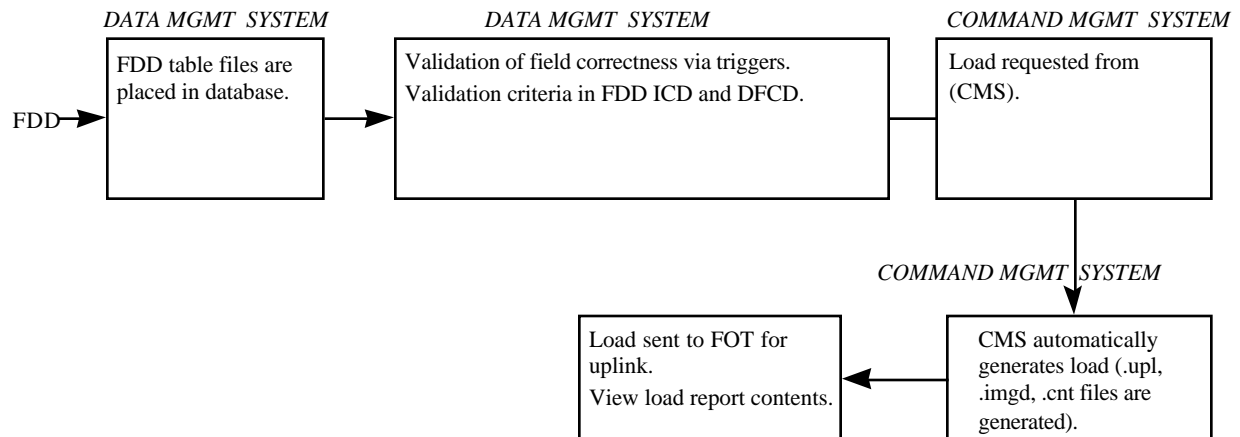 DATA MGMT SYSTEM
DATA MGMT SYSTEM
COMMAND MGMT SYSTEM
FDD
FDD table files are
placed in database.
Validation of field correctness via triggers.
Validation criteria in FDD ICD and DFCD.
Load requested from
(CMS).
COMMAND MGMT SYSTEM
CMS automatically
generates load (.upl,
.imgd, .cnt files are
generated).
Load sent to FOT for
uplink.
View load report contents.